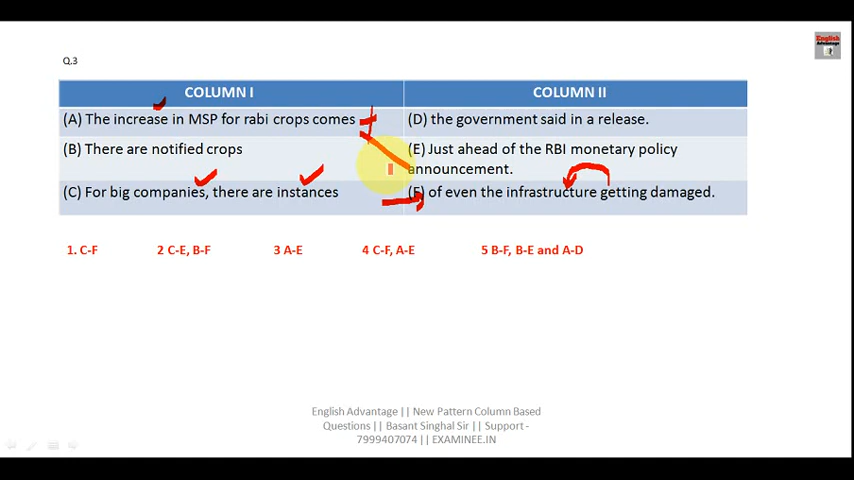 English
Advantage
Q.3
COLUMN I COLUMN II
(A) The increase in MSP for rabi crops comes (D) the government said in a release.
(B) There are notified crops (E) Just ahead of the RBI monetary policy
announcement.
(C) For big companies, there are instances (F) of even the infrastructure getting damaged.
1. C-F 2 C-E, B-F 3 A-E 4 C-F, A-E 5 B-F, B-E and A-D
English Advantage || New Pattern Column Based
Questions || Basant Singhal Sir || Support -
7999407074 || EXAMINEE.IN